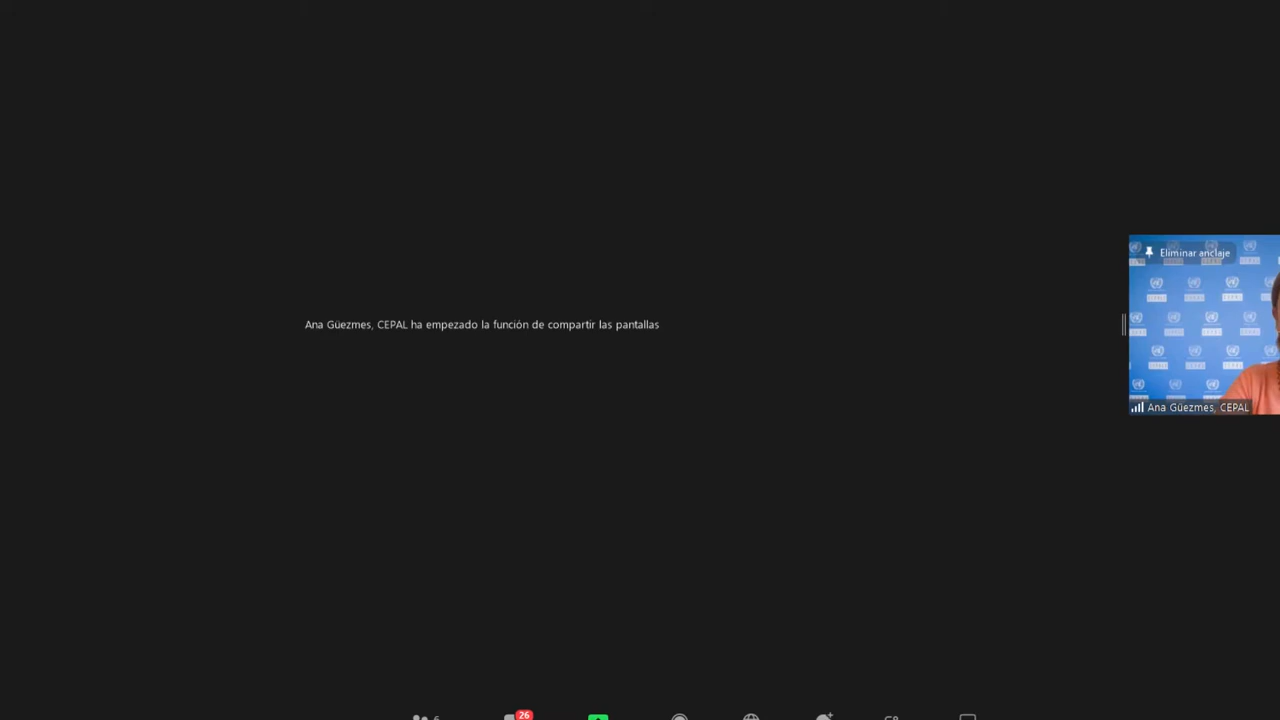 Eliminar anclaje
Ana Güezmes, CEPAL ha empezado la función de compartir las pantallas
Ana Güezmes, CEPAL
26